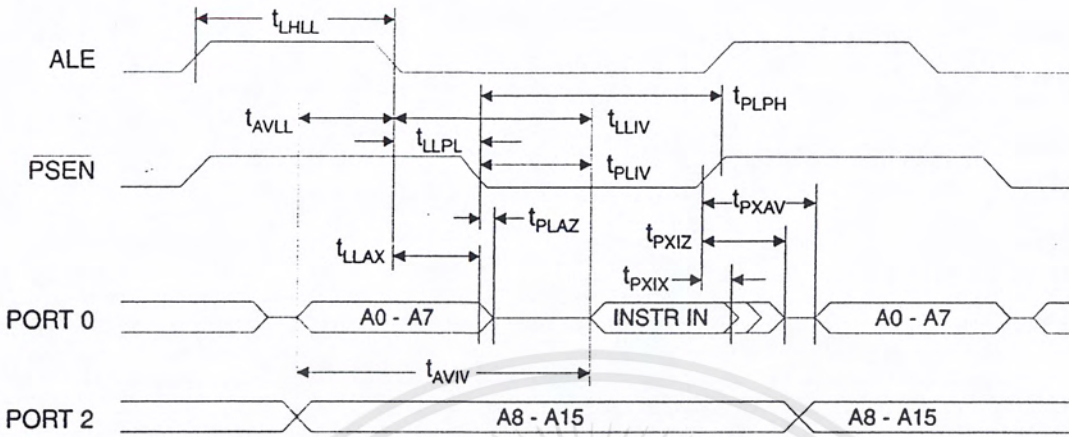 tLHLL
ALE
tPLPH
tAVLL
tLLIV
tLLPL
PSEN
tPLIV
tPLAZ
tPXAV
tLLAX
tPXIZ
tPXIX
PORT 0
A0 - A7
INSTR IN
A0 - A7
tAVIV
PORT 2
A8 - A15
A8 - A15